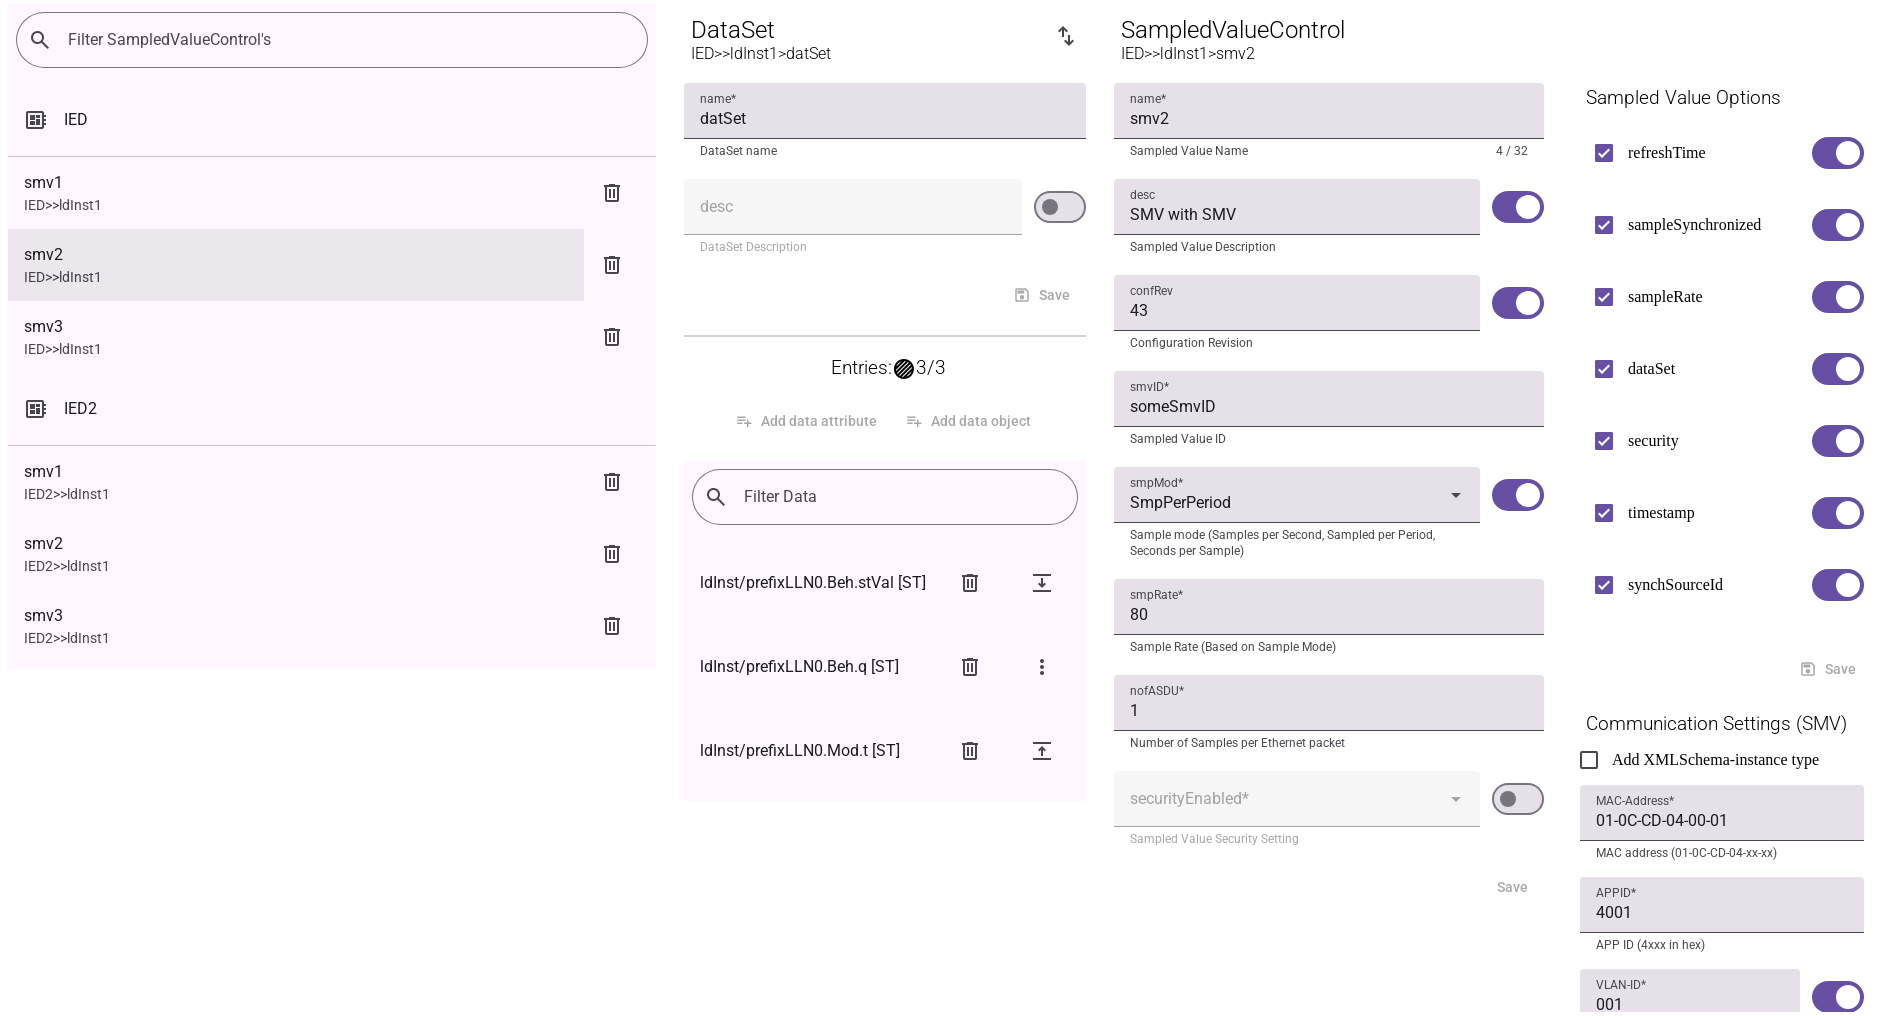 Filter SampledValueControl's
IED
smv1
IED>>ldInst1
smv2
IED>>ldInst1
smv3
IED>>ldInst1
IED2
smv1
IED2>>ldInst1
smv2
IED2>>ldInst1
smv3
IED2>>ldInst1
DataSet
IED>>ldInst1>datSet
name*
datSet
DataSet name
desc
DataSet Description
Save
Entries: 3/3
Add data attribute
Add data object
Filter Data
ldInst/prefixLLN0.Beh.stVal [ST]
ldInst/prefixLLN0.Beh.q [ST]
ldInst/prefixLLN0.Mod.t [ST]
SampledValueControl
IED>>ldInst1>smv2
name*
smv2
Sampled Value Name 4 / 32
desc
SMV with SMV
Sampled Value Description
confRev
43
Configuration Revision
smvID*
someSmvID
Sampled Value ID
smpMod*
SmpPerPeriod
Sample mode (Samples per Second, Sampled per Period,
Seconds per Sample)
smpRate*
80
Sample Rate (Based on Sample Mode)
nofASDU*
1
Number of Samples per Ethernet packet
securityEnabled*
Sampled Value Security Setting
Save
Sampled Value Options
refreshTime
sampleSynchronized
sampleRate
dataSet
security
timestamp
synchSourceId
Save
Communication Settings (SMV)
Add XMLSchema-instance type
MAC-Address*
01-0C-CD-04-00-01
MAC address (01-0C-CD-04-xx-xx)
APPID*
4001
APP ID (4xxx in hex)
VLAN-ID*
001